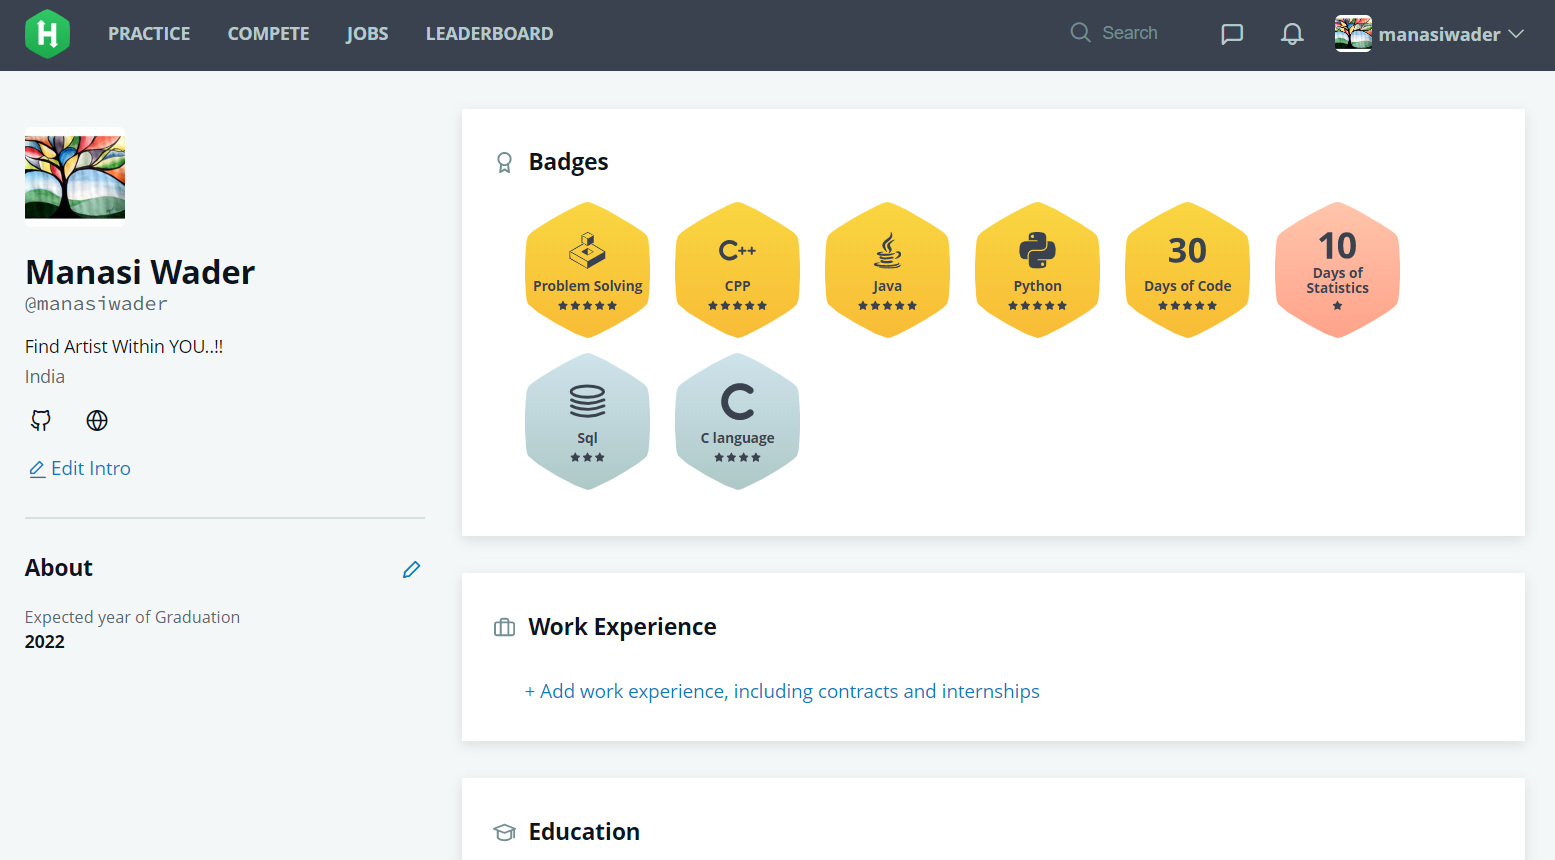 H PRACTICE COMPETE JOBS LEADERBOARD Search manasiwader
Manasi Wader
@manasiwader
Find Artist Within YOU..!!
India
Edit Intro
About
Expected year of Graduation
2022
Badges
Problem Solving
C++
CPP
Java
Python
30
Days of Code
10
Days of
Statistics
Sql
C
C language
Work Experience
+ Add work experience, including contracts and internships
Education